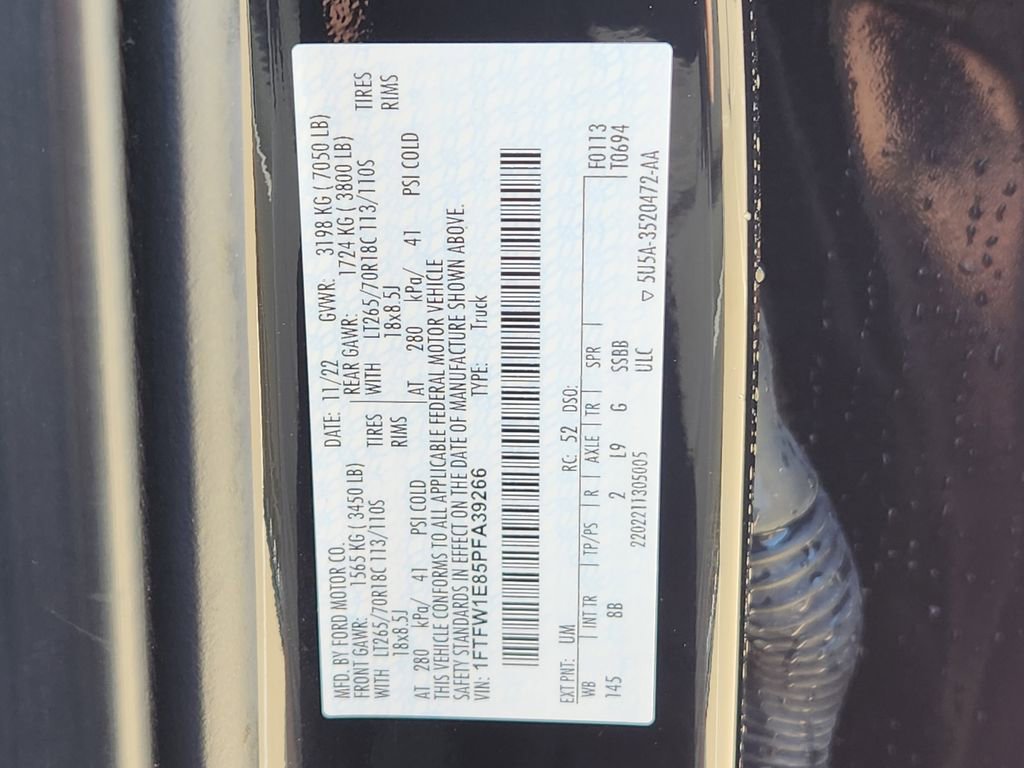 MFD. BY FORD MOTOR CO. DATE: 11/22 GVWR: 3198 KG ( 7050 LB)
FRONT GAWR: 1565 KG ( 3450 LB) REAR GAWR: 1724 KG ( 3800 LB)
WITH LT265/70R18C 113/110S TIRES WITH LT265/70R18C 113/110S TIRES
18x8.5J RIMS 18x8.5J RIMS
AT 280 kPa/ 41 PSI COLD AT 280 kPa/ 41 PSI COLD
THIS VEHICLE CONFORMS TO ALL APPLICABLE FEDERAL MOTOR VEHICLE
SAFETY STANDARDS IN EFFECT ON THE DATE OF MANUFACTURE SHOWN ABOVE.
VIN: 1FTFW1E85PFA39266 TYPE: Truck
EXT PNT: UM RC: 52 DSO: F0113
WB INT TR TP/PS R AXLE TR SPR T0694
145 BB 2 L9 G SSBB
2202211305005 ULC ▽ 5U5A-3520472-AA